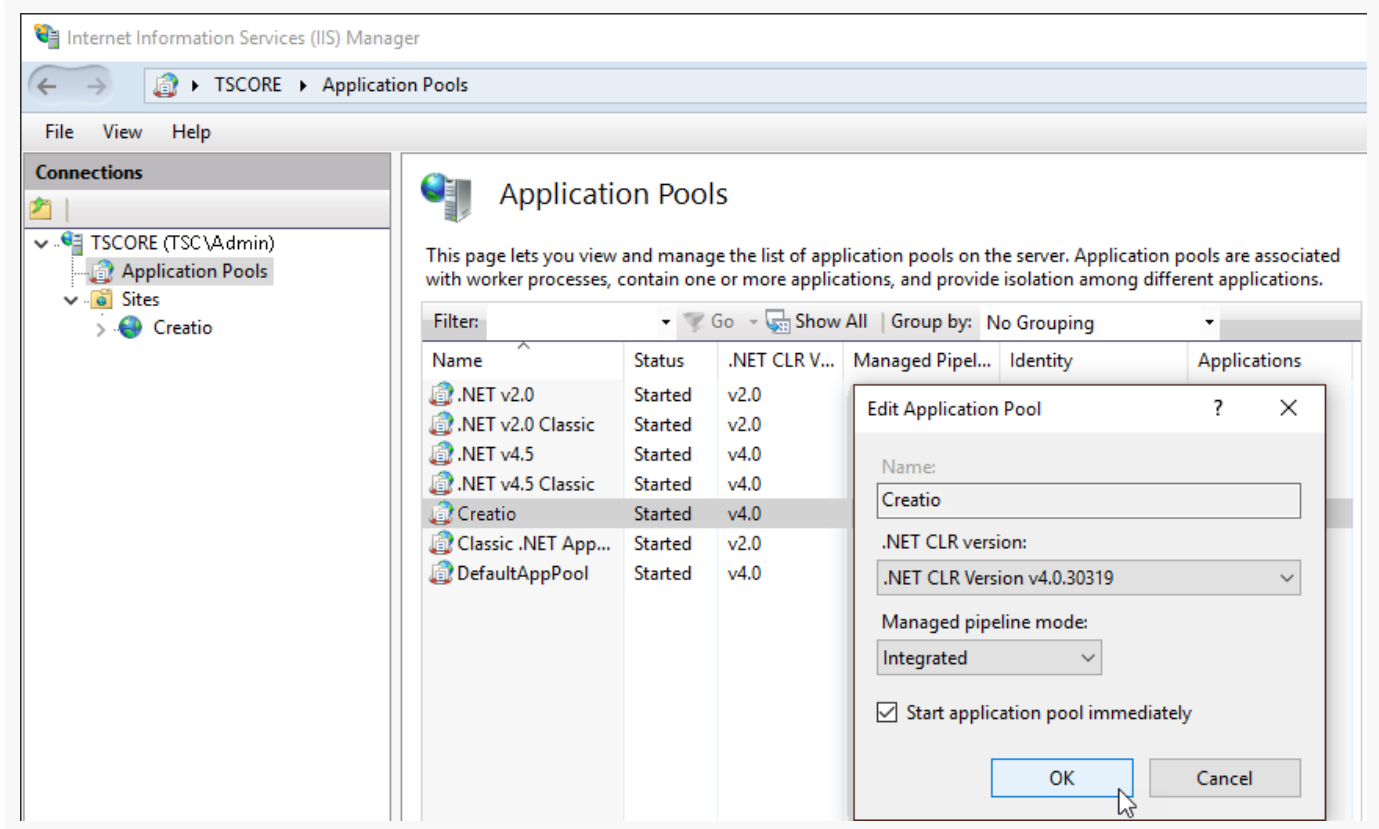 Internet Information Services (IIS) Manager
TSCORE Application Pools
File View Help
Connections
TSCORE (TSC\Admin)
Application Pools
Sites
Creatio
Application Pools
This page lets you view and manage the list of application pools on the server. Application pools are associated
with worker processes, contain one or more applications, and provide isolation among different applications.
Filter: Go Show All Group by: No Grouping
Name Status .NET CLR V... Managed Pipel... Identity Applications
.NET v2.0 Started v2.0
.NET v2.0 Classic Started v2.0
.NET v4.5 Started v4.0
.NET v4.5 Classic Started v4.0
Creatio Started v4.0
Classic .NET App... Started v2.0
DefaultAppPool Started v4.0
Edit Application Pool ?
Name:
Creatio
.NET CLR version:
.NET CLR Version v4.0.30319
Managed pipeline mode:
Integrated
Start application pool immediately
OK Cancel